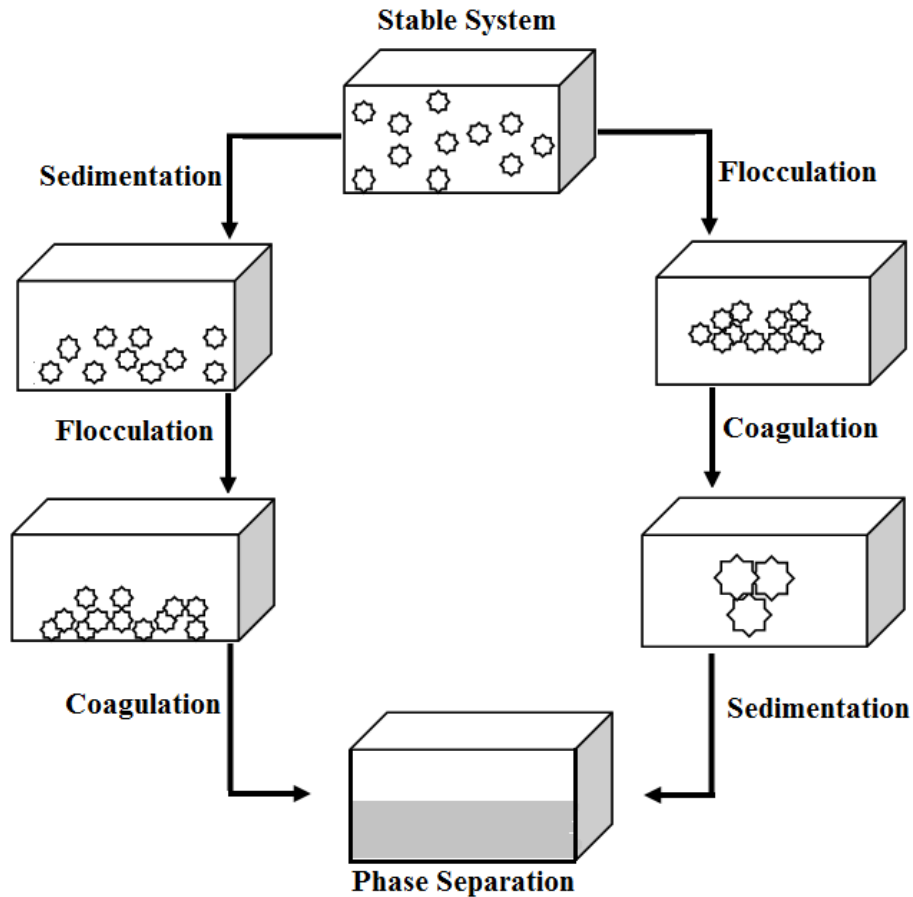 Stable System
Sedimentation
Flocculation
Flocculation
Coagulation
Coagulation
Sedimentation
Phase Separation